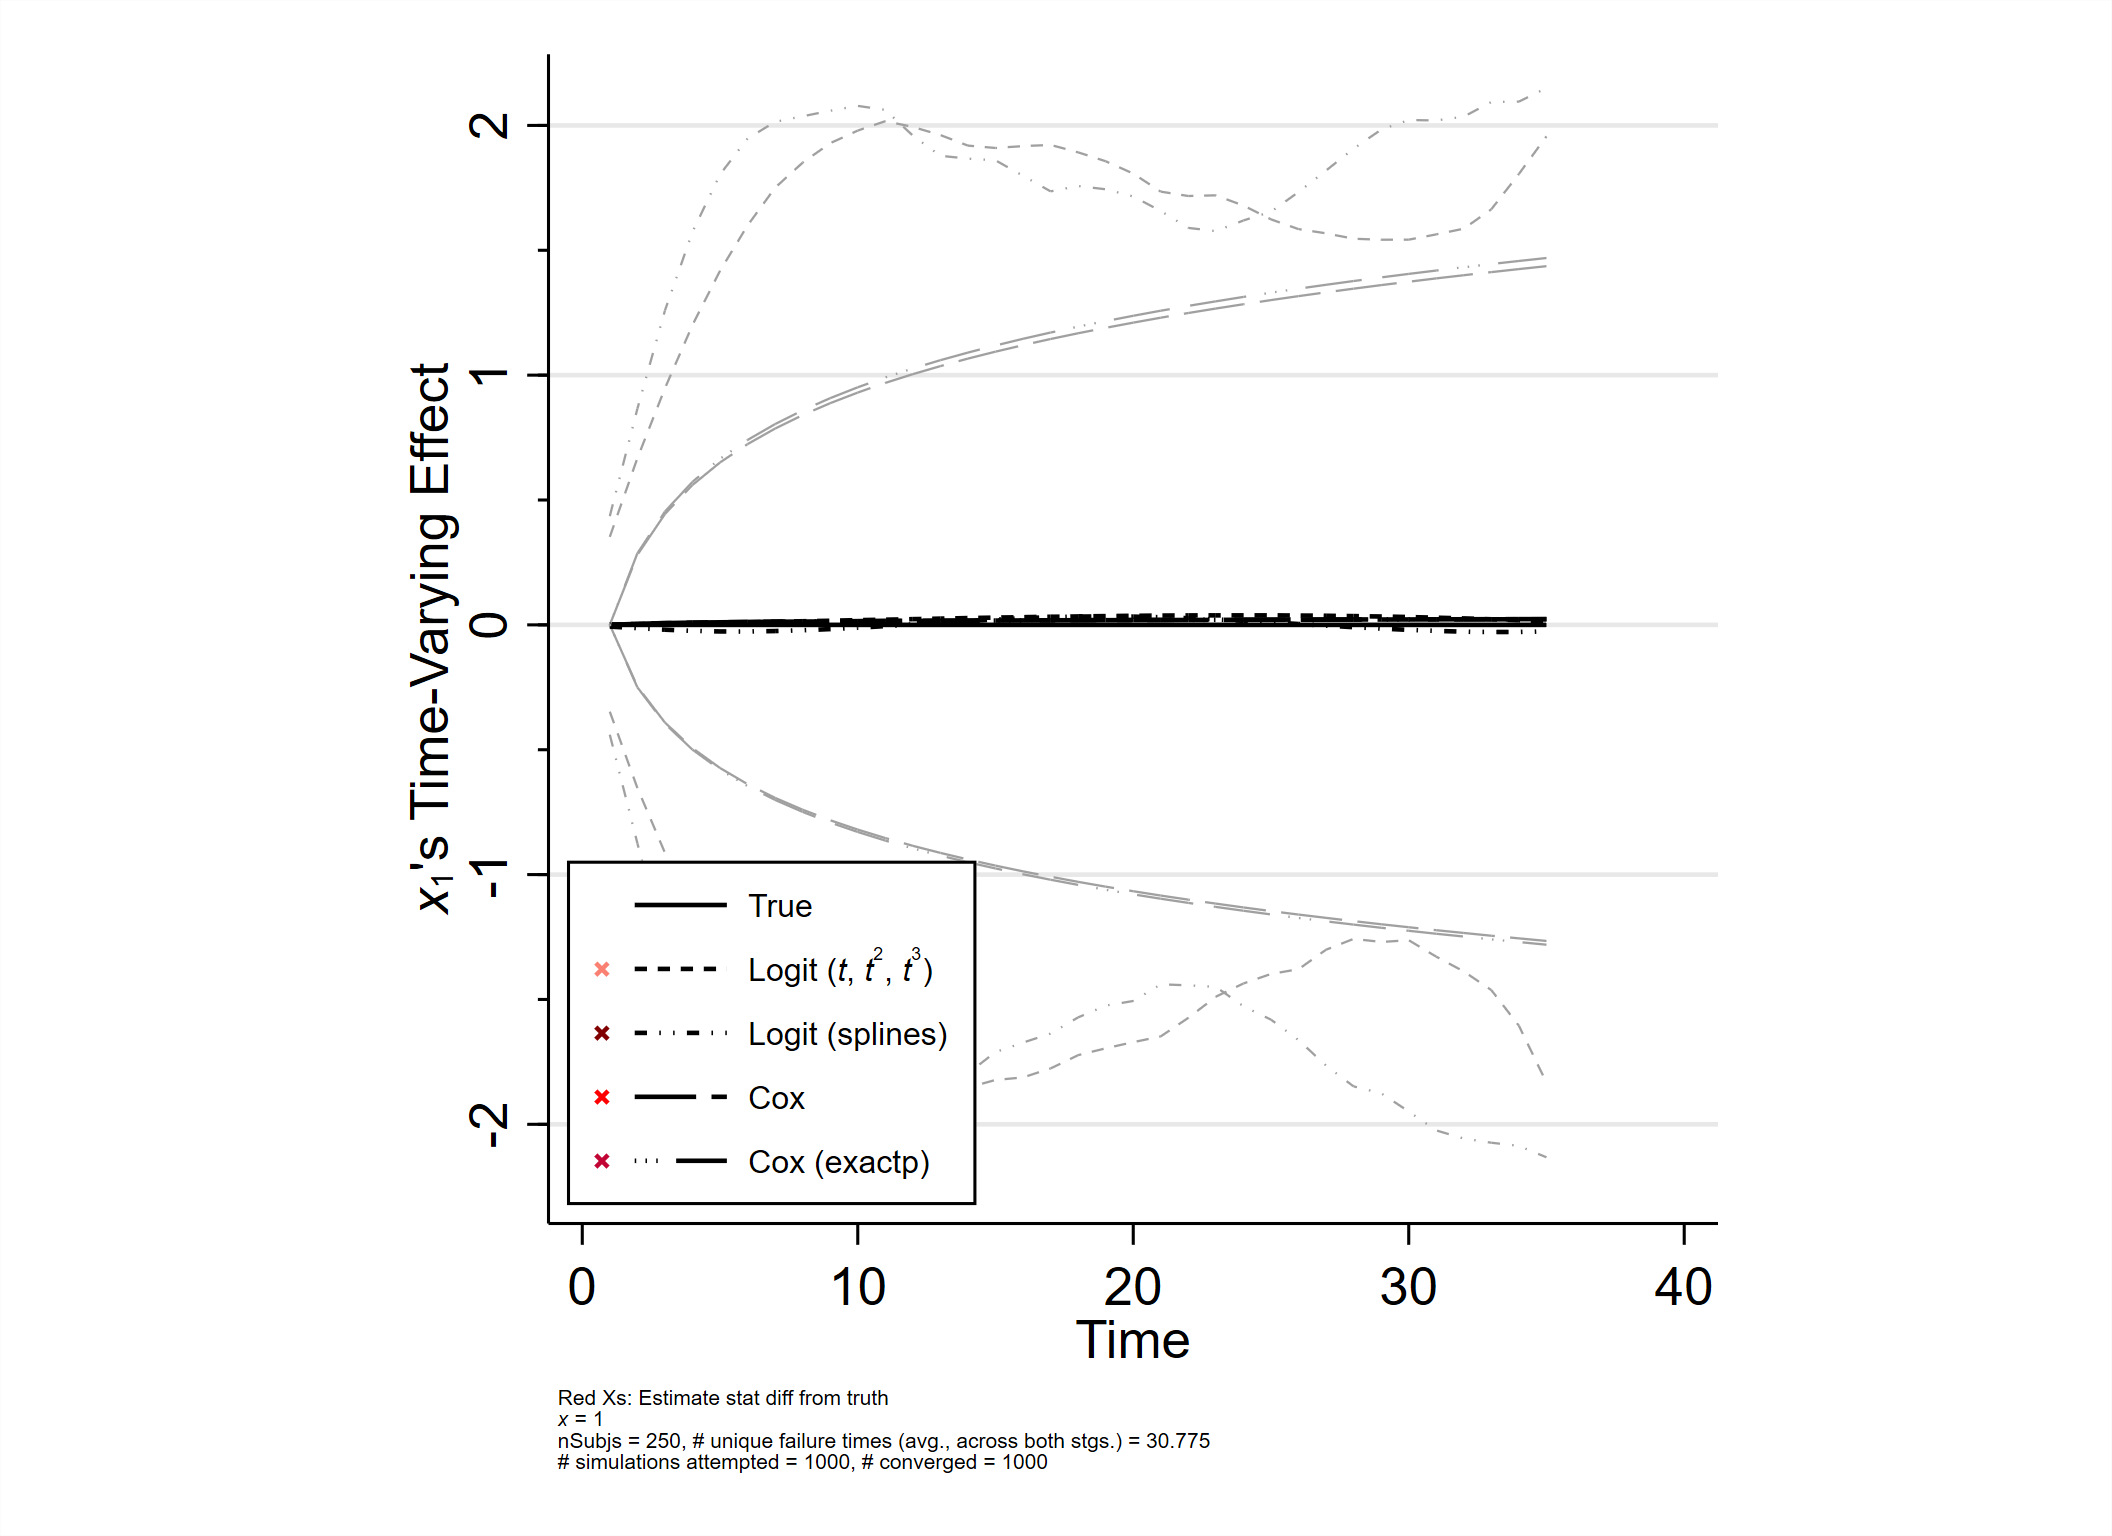 x₁'s Time-Varying Effect
2
1
0
-1
-2
True
Logit (t, t², t³)
Logit (splines)
Cox
Cox (exactp)
0 10 20 30 40
Time
Red Xs: Estimate stat diff from truth
x = 1
nSubjs = 250, # unique failure times (avg., across both stgs.) = 30.775
# simulations attempted = 1000, # converged = 1000